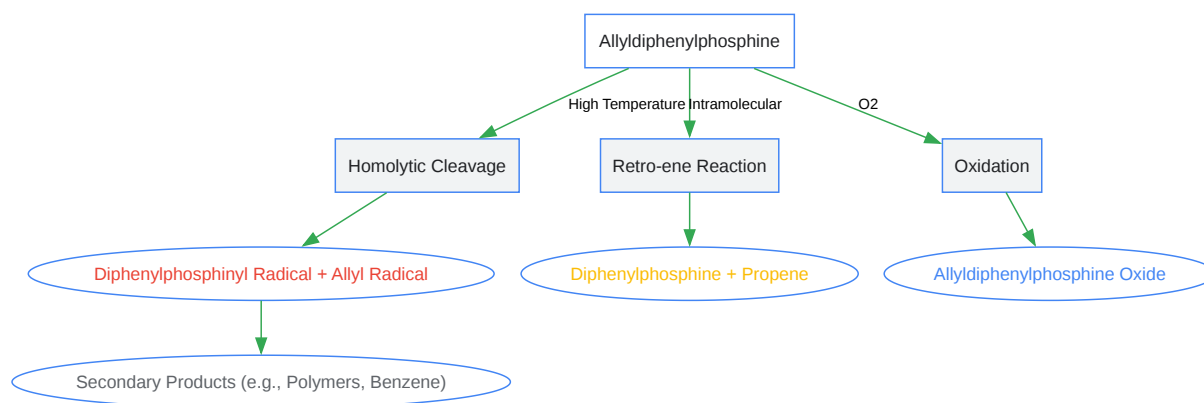 Allyldiphenylphosphine
High Temperature
Intramolecular
O2
Homolytic Cleavage
Retro-ene Reaction
Oxidation
Diphenylphosphinyl Radical + Allyl Radical
Diphenylphosphine + Propene
Allyldiphenylphosphine Oxide
Secondary Products (e.g., Polymers, Benzene)